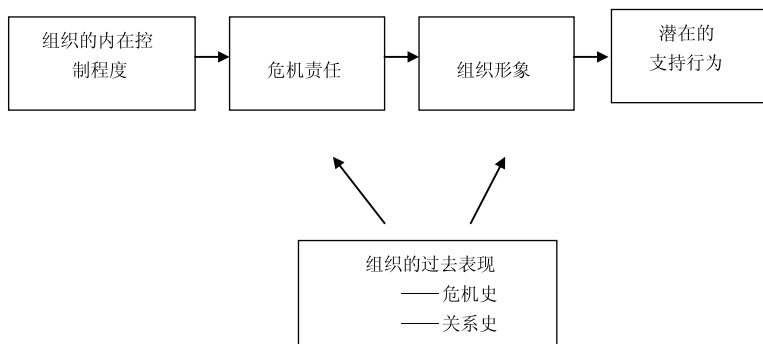 组织的内在控
制程度
危机责任
组织形象
潜在的
支持行为
组织的过去表现
——危机史
——关系史